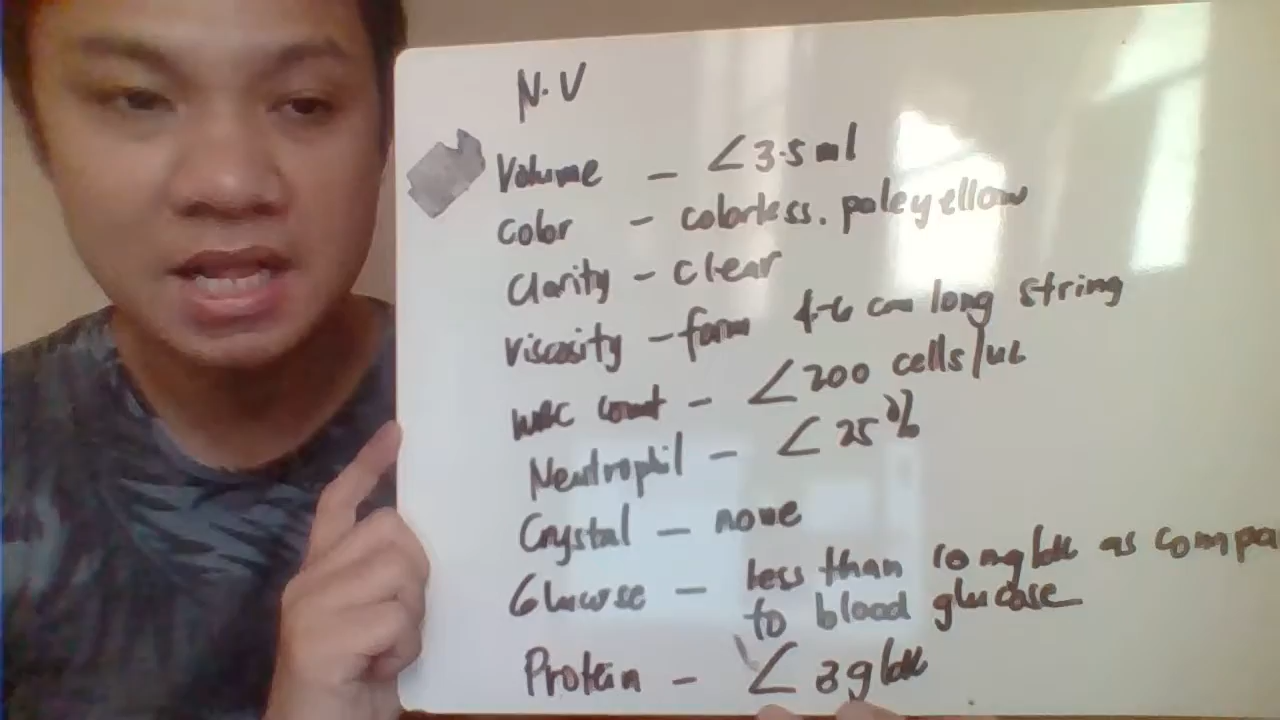 N.V
Volume – <3.5 ml
Color – colorless. pale yellow
Clarity – clear
Viscosity – form 4-6 cm long string
WBC count – <200 cells/uL
Neutrophil – <25%
Crystal – none
Glucose – less than 10 mg/dL as compa
to blood glucose
Protein – <3 g/dL